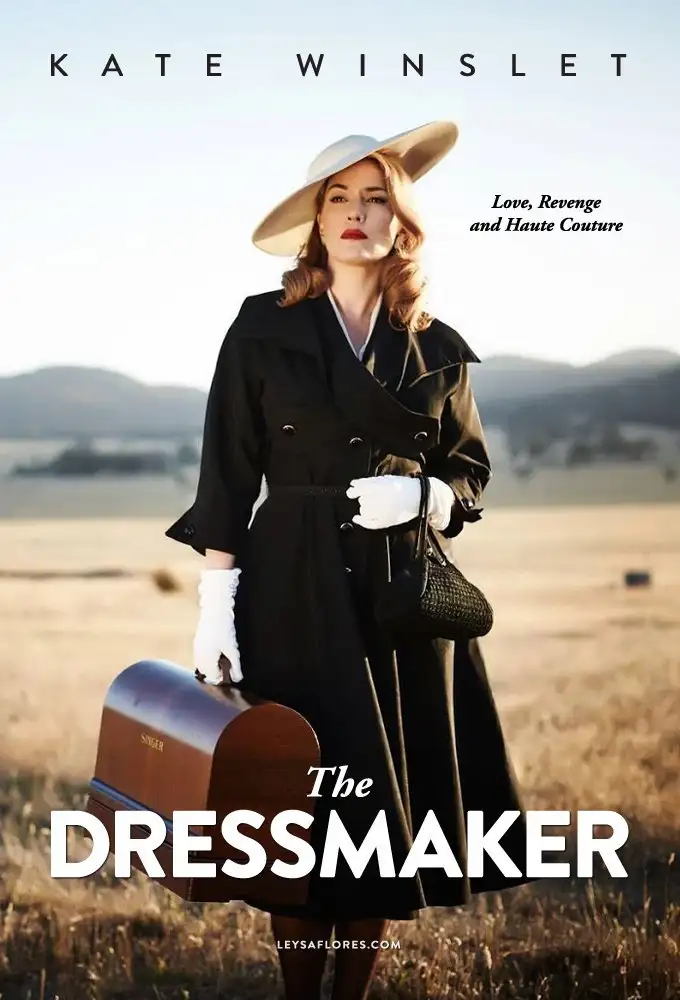 KATE WINSLET
Love, Revenge
and Haute Couture
SINGER
The
DRESSMAKER
LEYSAFLORES.COM